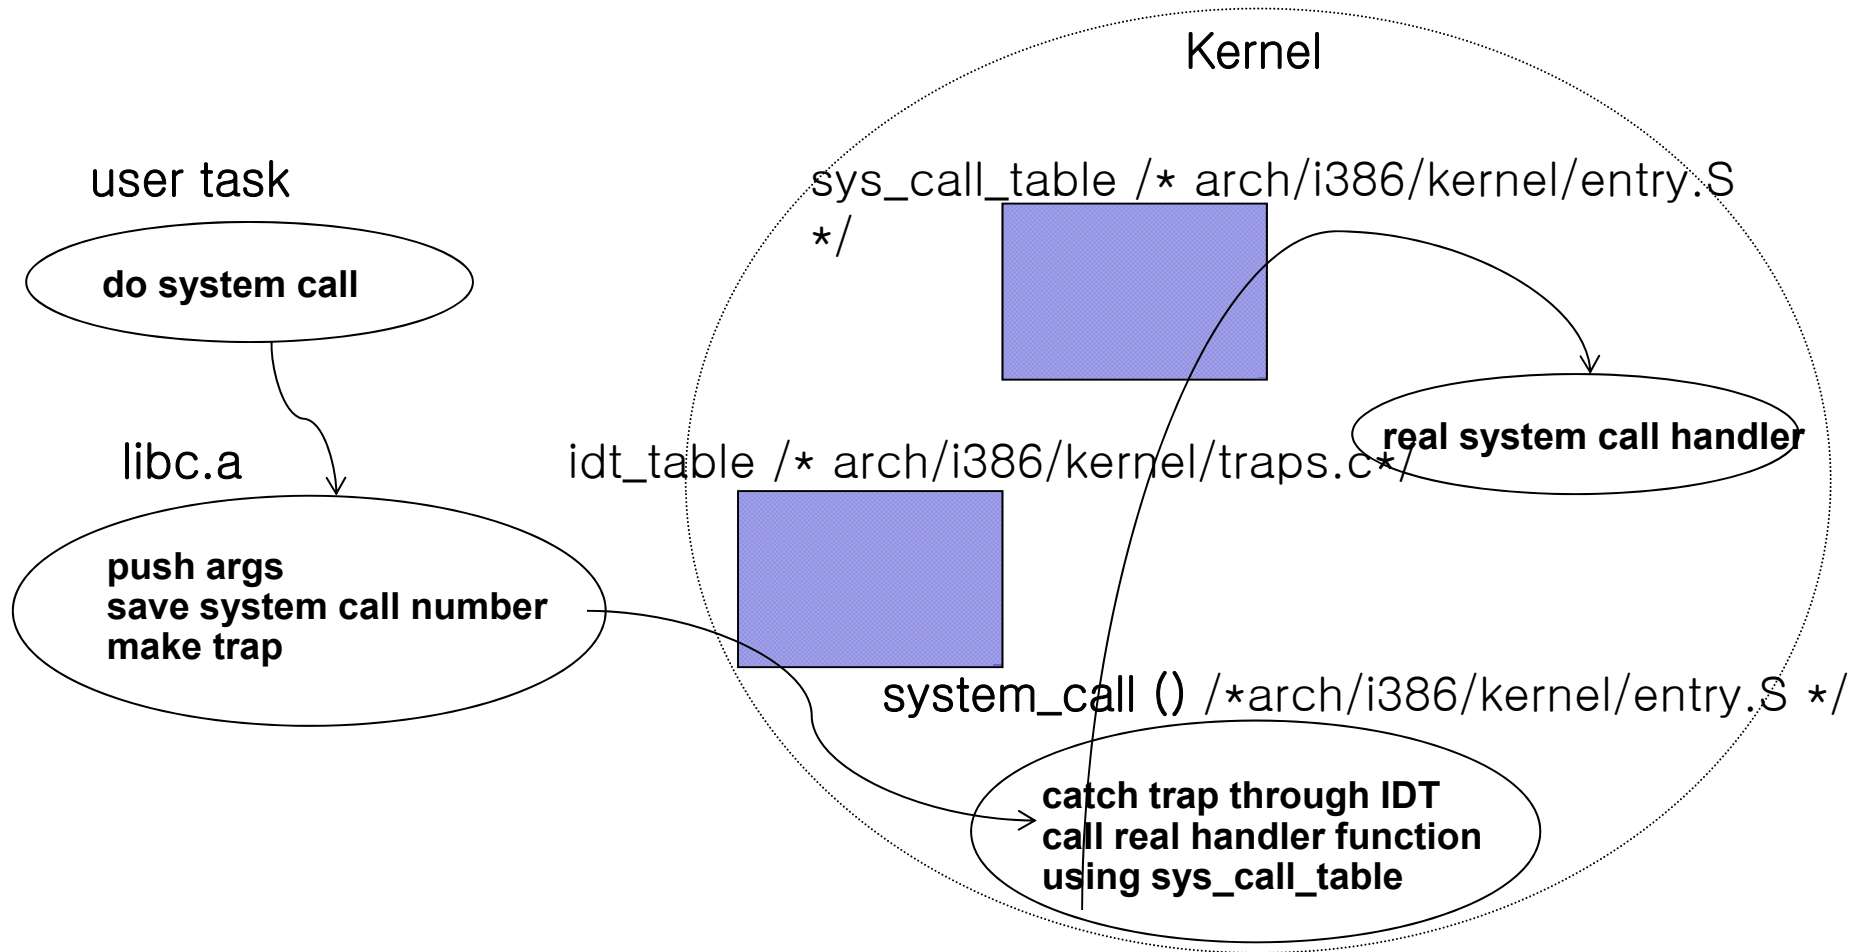 Kernel
user task
sys_call_table /* arch/i386/kernel/entry.S
*/
do system call
real system call handler
libc.a
idt_table /* arch/i386/kernel/traps.c*/
push args
save system call number
make trap
system_call () /*arch/i386/kernel/entry.S */
catch trap through IDT
call real handler function
using sys_call_table